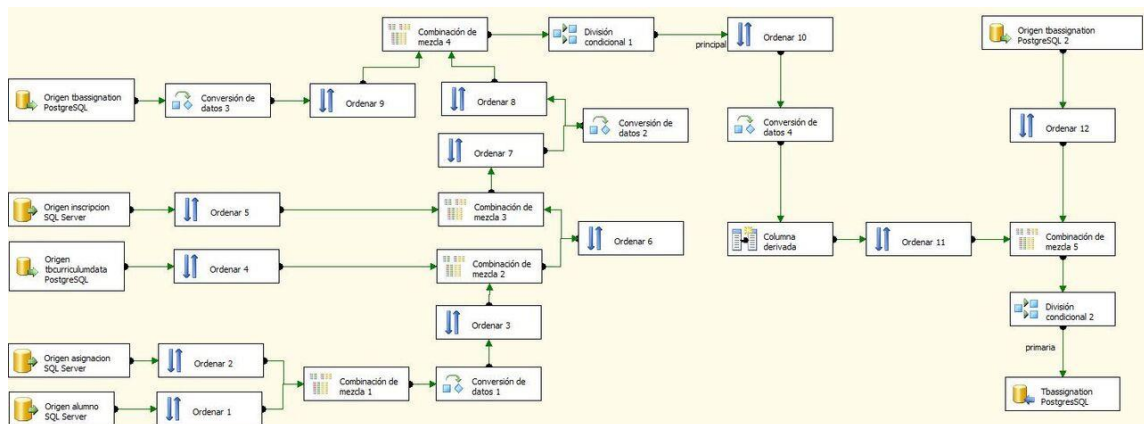 Combinación de
mezcla 4
División
condicional 1
principal
Ordenar 10
Origen tbassignation
PostgreSQL 2
Origen tbassignation
PostgreSQL
Conversión de
datos 3
Ordenar 9
Ordenar 8
Conversión de
datos 2
Conversión de
datos 4
Ordenar 12
Ordenar 7
Origen inscripcion
SQL Server
Ordenar 5
Combinación de
mezcla 3
Ordenar 6
Columna
derivada
Ordenar 11
Combinación de
mezcla 5
Origen
tbcurriculumdata
PostgreSQL
Ordenar 4
Combinación de
mezcla 2
División
condicional 2
Ordenar 3
primaria
Origen asignacion
SQL Server
Ordenar 2
Combinación de
mezcla 1
Conversión de
datos 1
Tbassignation
PostgresSQL
Origen alumno
SQL Server
Ordenar 1